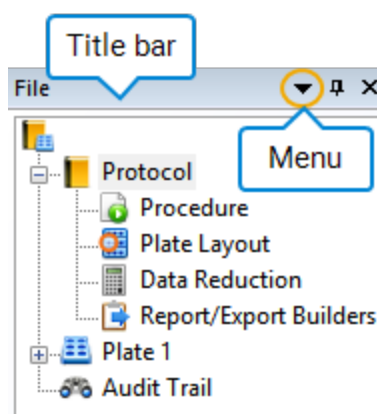 Title bar
File
Menu
Protocol
Procedure
Plate Layout
Data Reduction
Report/Export Builders
Plate 1
Audit Trail